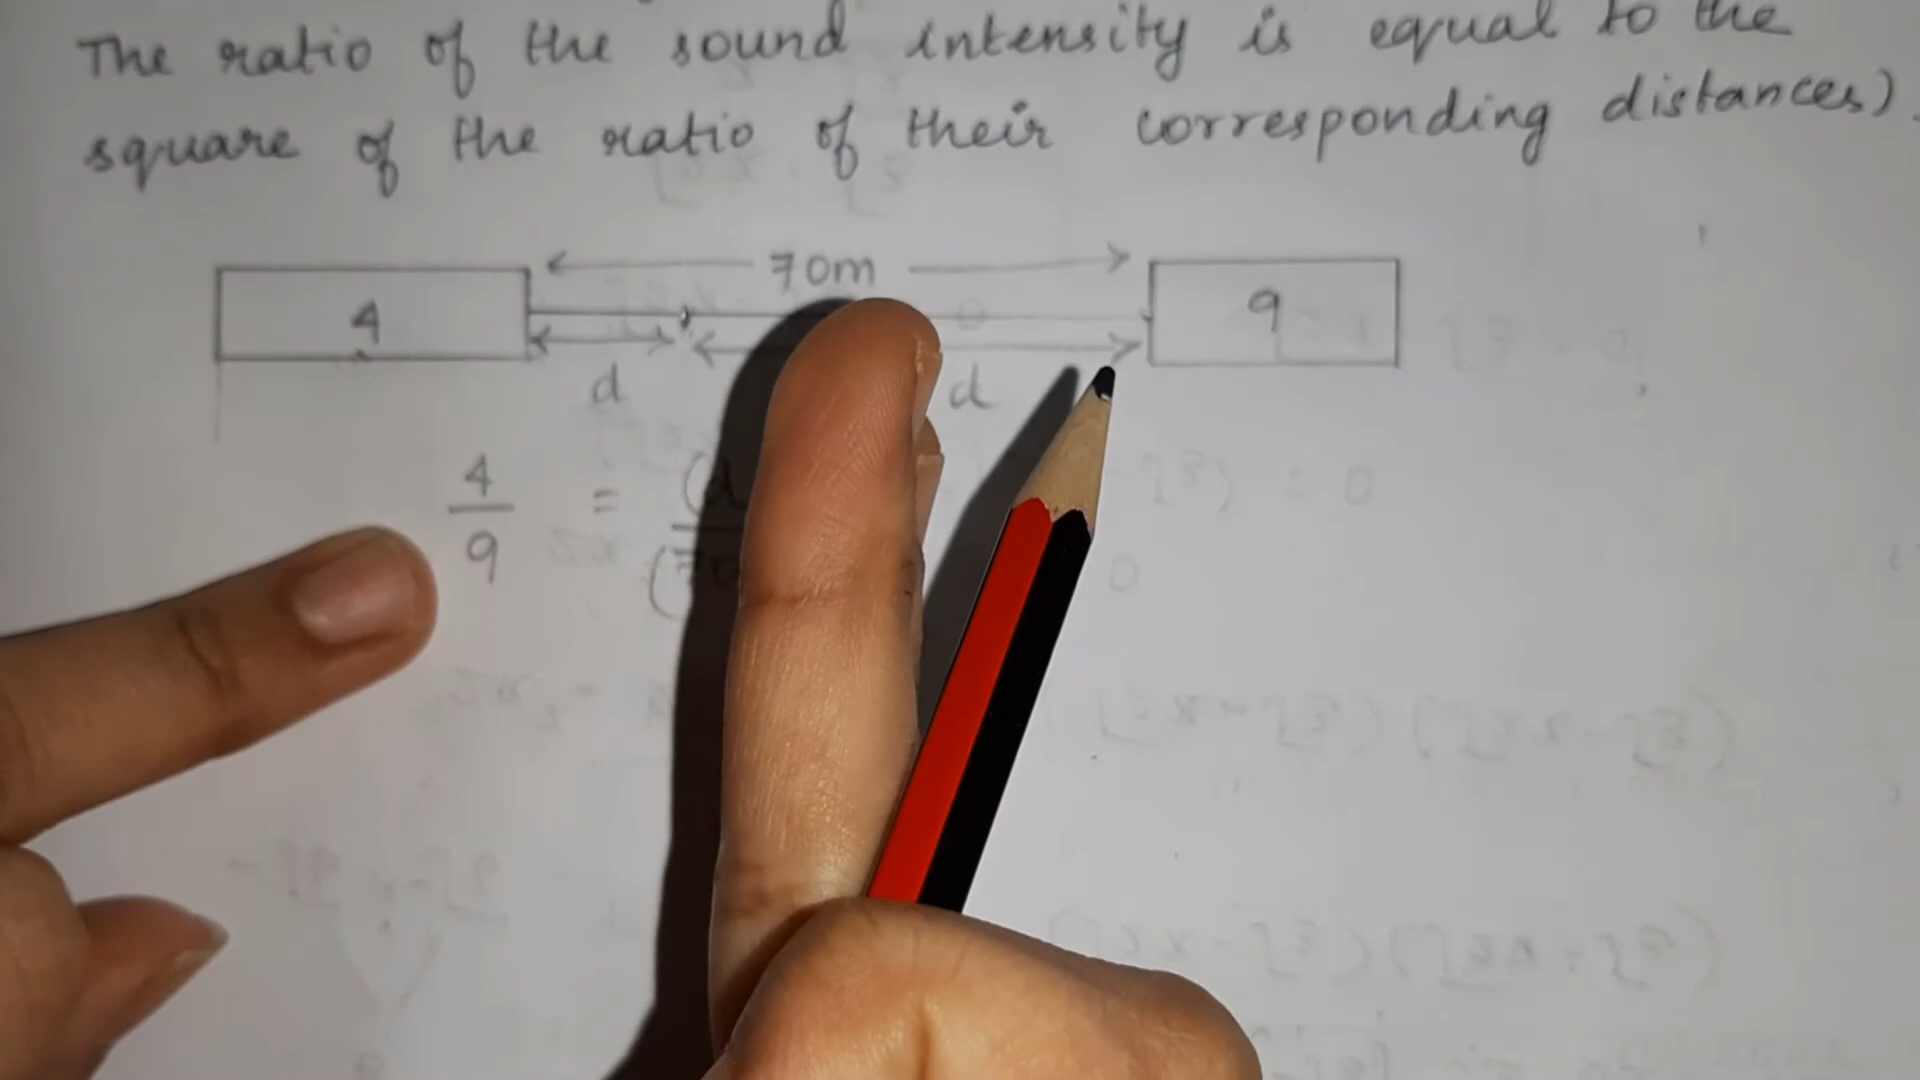 The ratio of the sound intensity is equal to the
square of the ratio of their corresponding distances).
70m
4
9
d
d
4
9
=
(d
(70